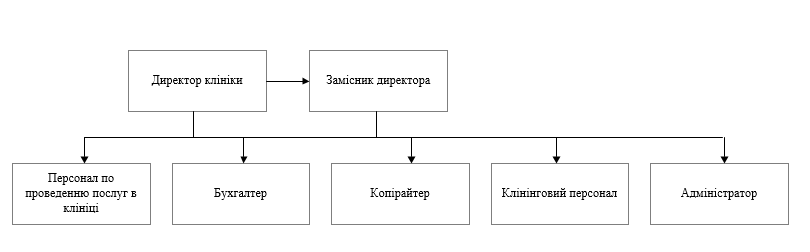 Директор клініки
Замісник директора
Персонал по
проведенню послуг в
клініці
Бухгалтер
Копірайтер
Клінінговий персонал
Адміністратор